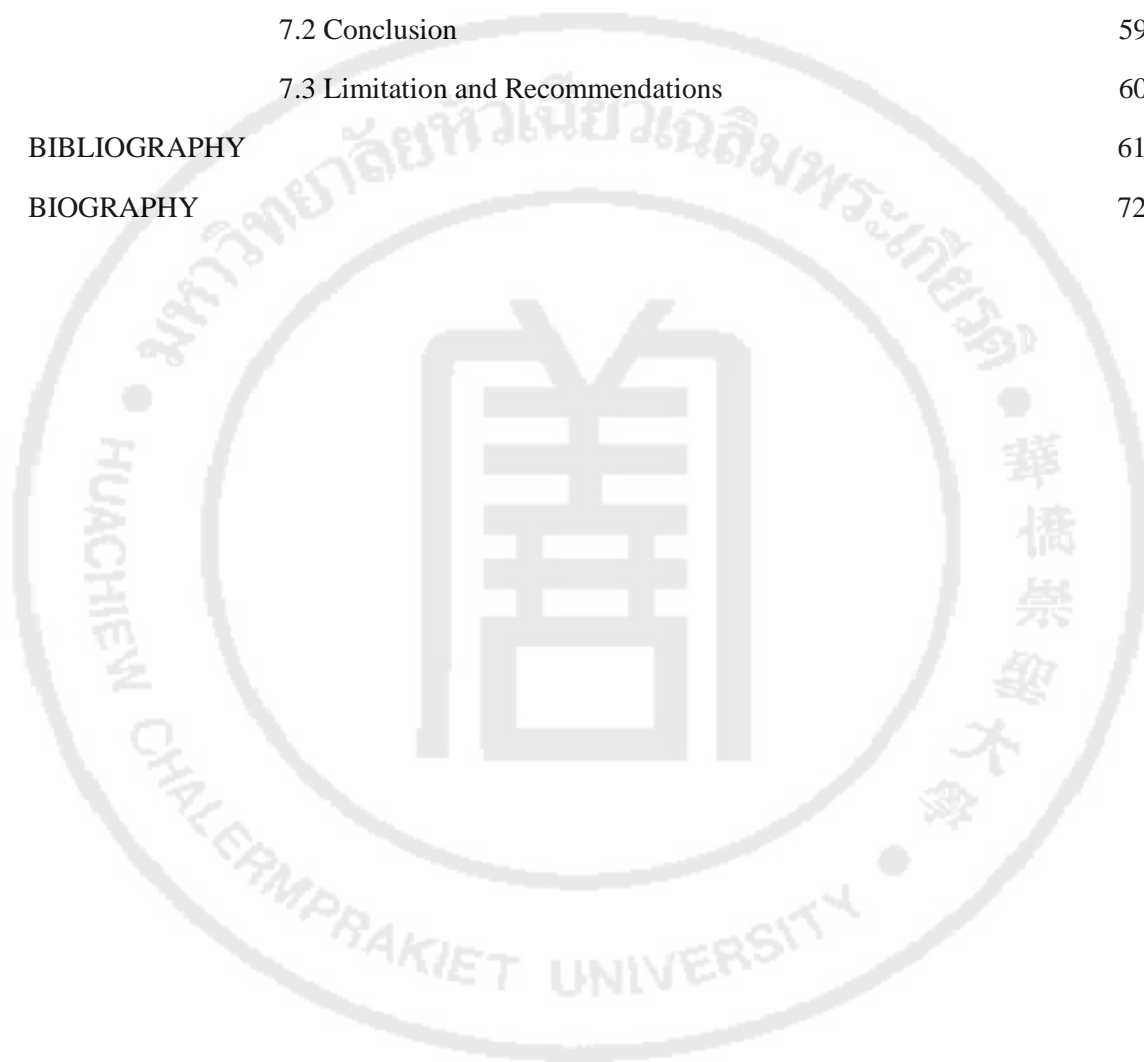 7.2 Conclusion 59
7.3 Limitation and Recommendations 60
BIBLIOGRAPHY 61
BIOGRAPHY 72
มหาวิทยาลัยหัวเฉียวเฉลิมพระเกียรติ
華僑崇聖大學
HUACHIEW CHALERMPRAKIET UNIVERSITY